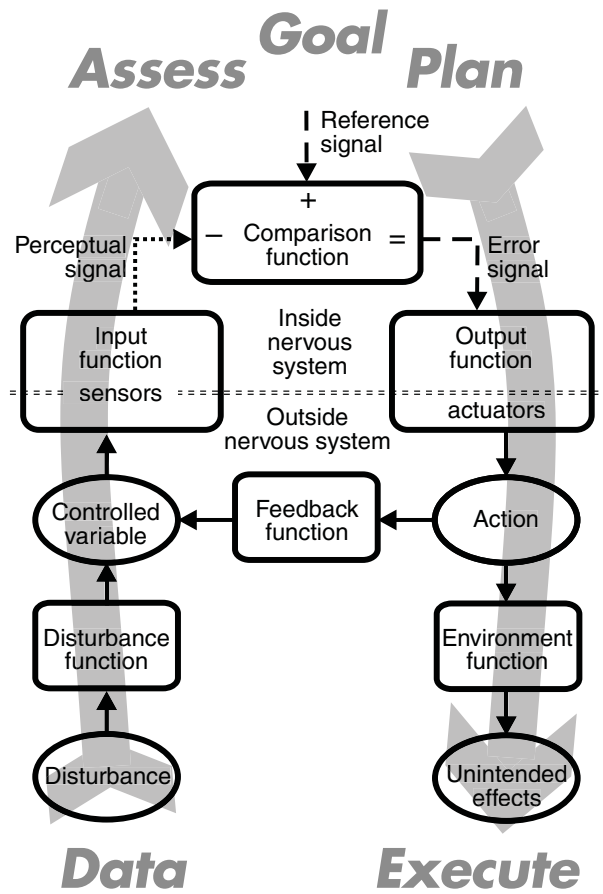 Goal
Assess
Plan
Reference
signal
+
– Comparison =
function
Perceptual
signal
Error
signal
Input
function
sensors
Inside
nervous
system
Output
function
actuators
Outside
nervous system
Controlled
variable
Feedback
function
Action
Disturbance
function
Environment
function
Disturbance
Unintended
effects
Data
Execute